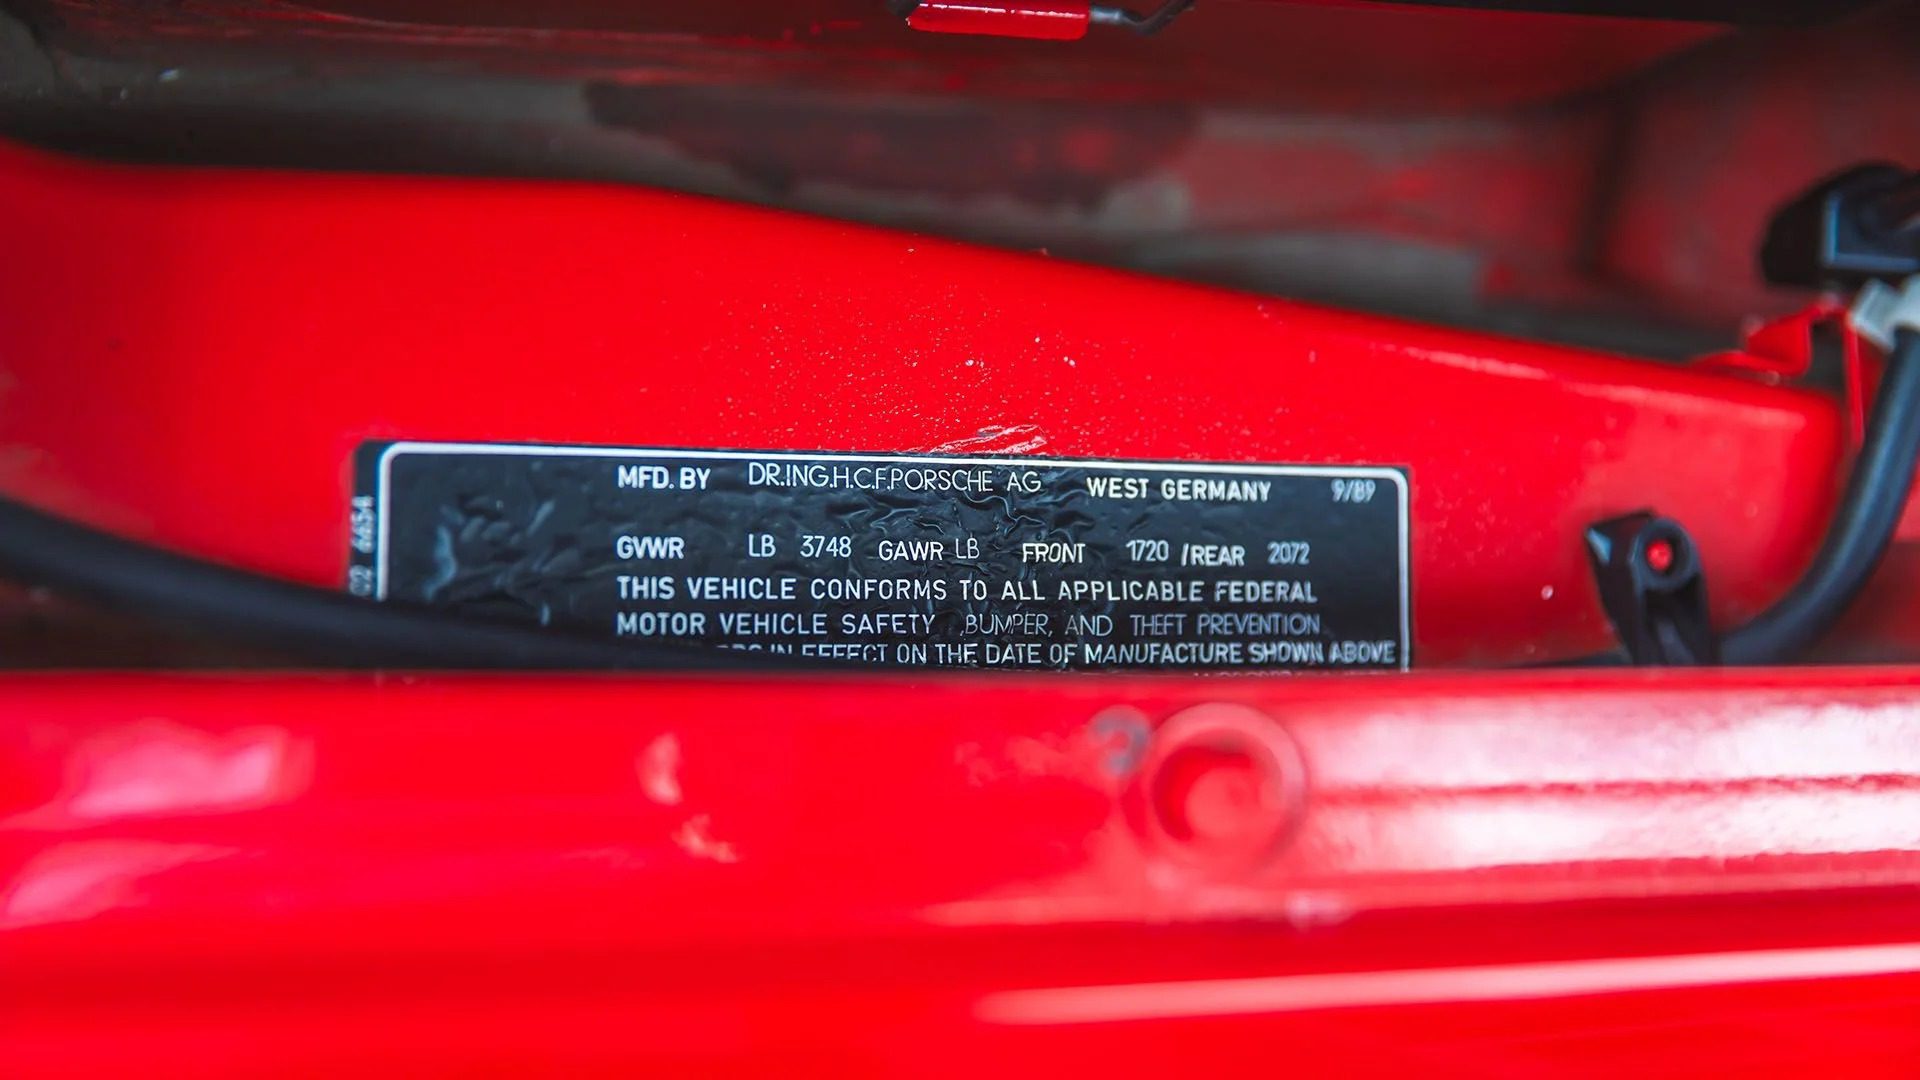 MFD. BY DR.ING.H.C.F.PORSCHE AG WEST GERMANY 9/89
GVWR LB 3748 GAWR LB FRONT 1720 /REAR 2072
THIS VEHICLE CONFORMS TO ALL APPLICABLE FEDERAL
MOTOR VEHICLE SAFETY ,BUMPER, AND THEFT PREVENTION
IN EFFECT ON THE DATE OF MANUFACTURE SHOWN ABOVE